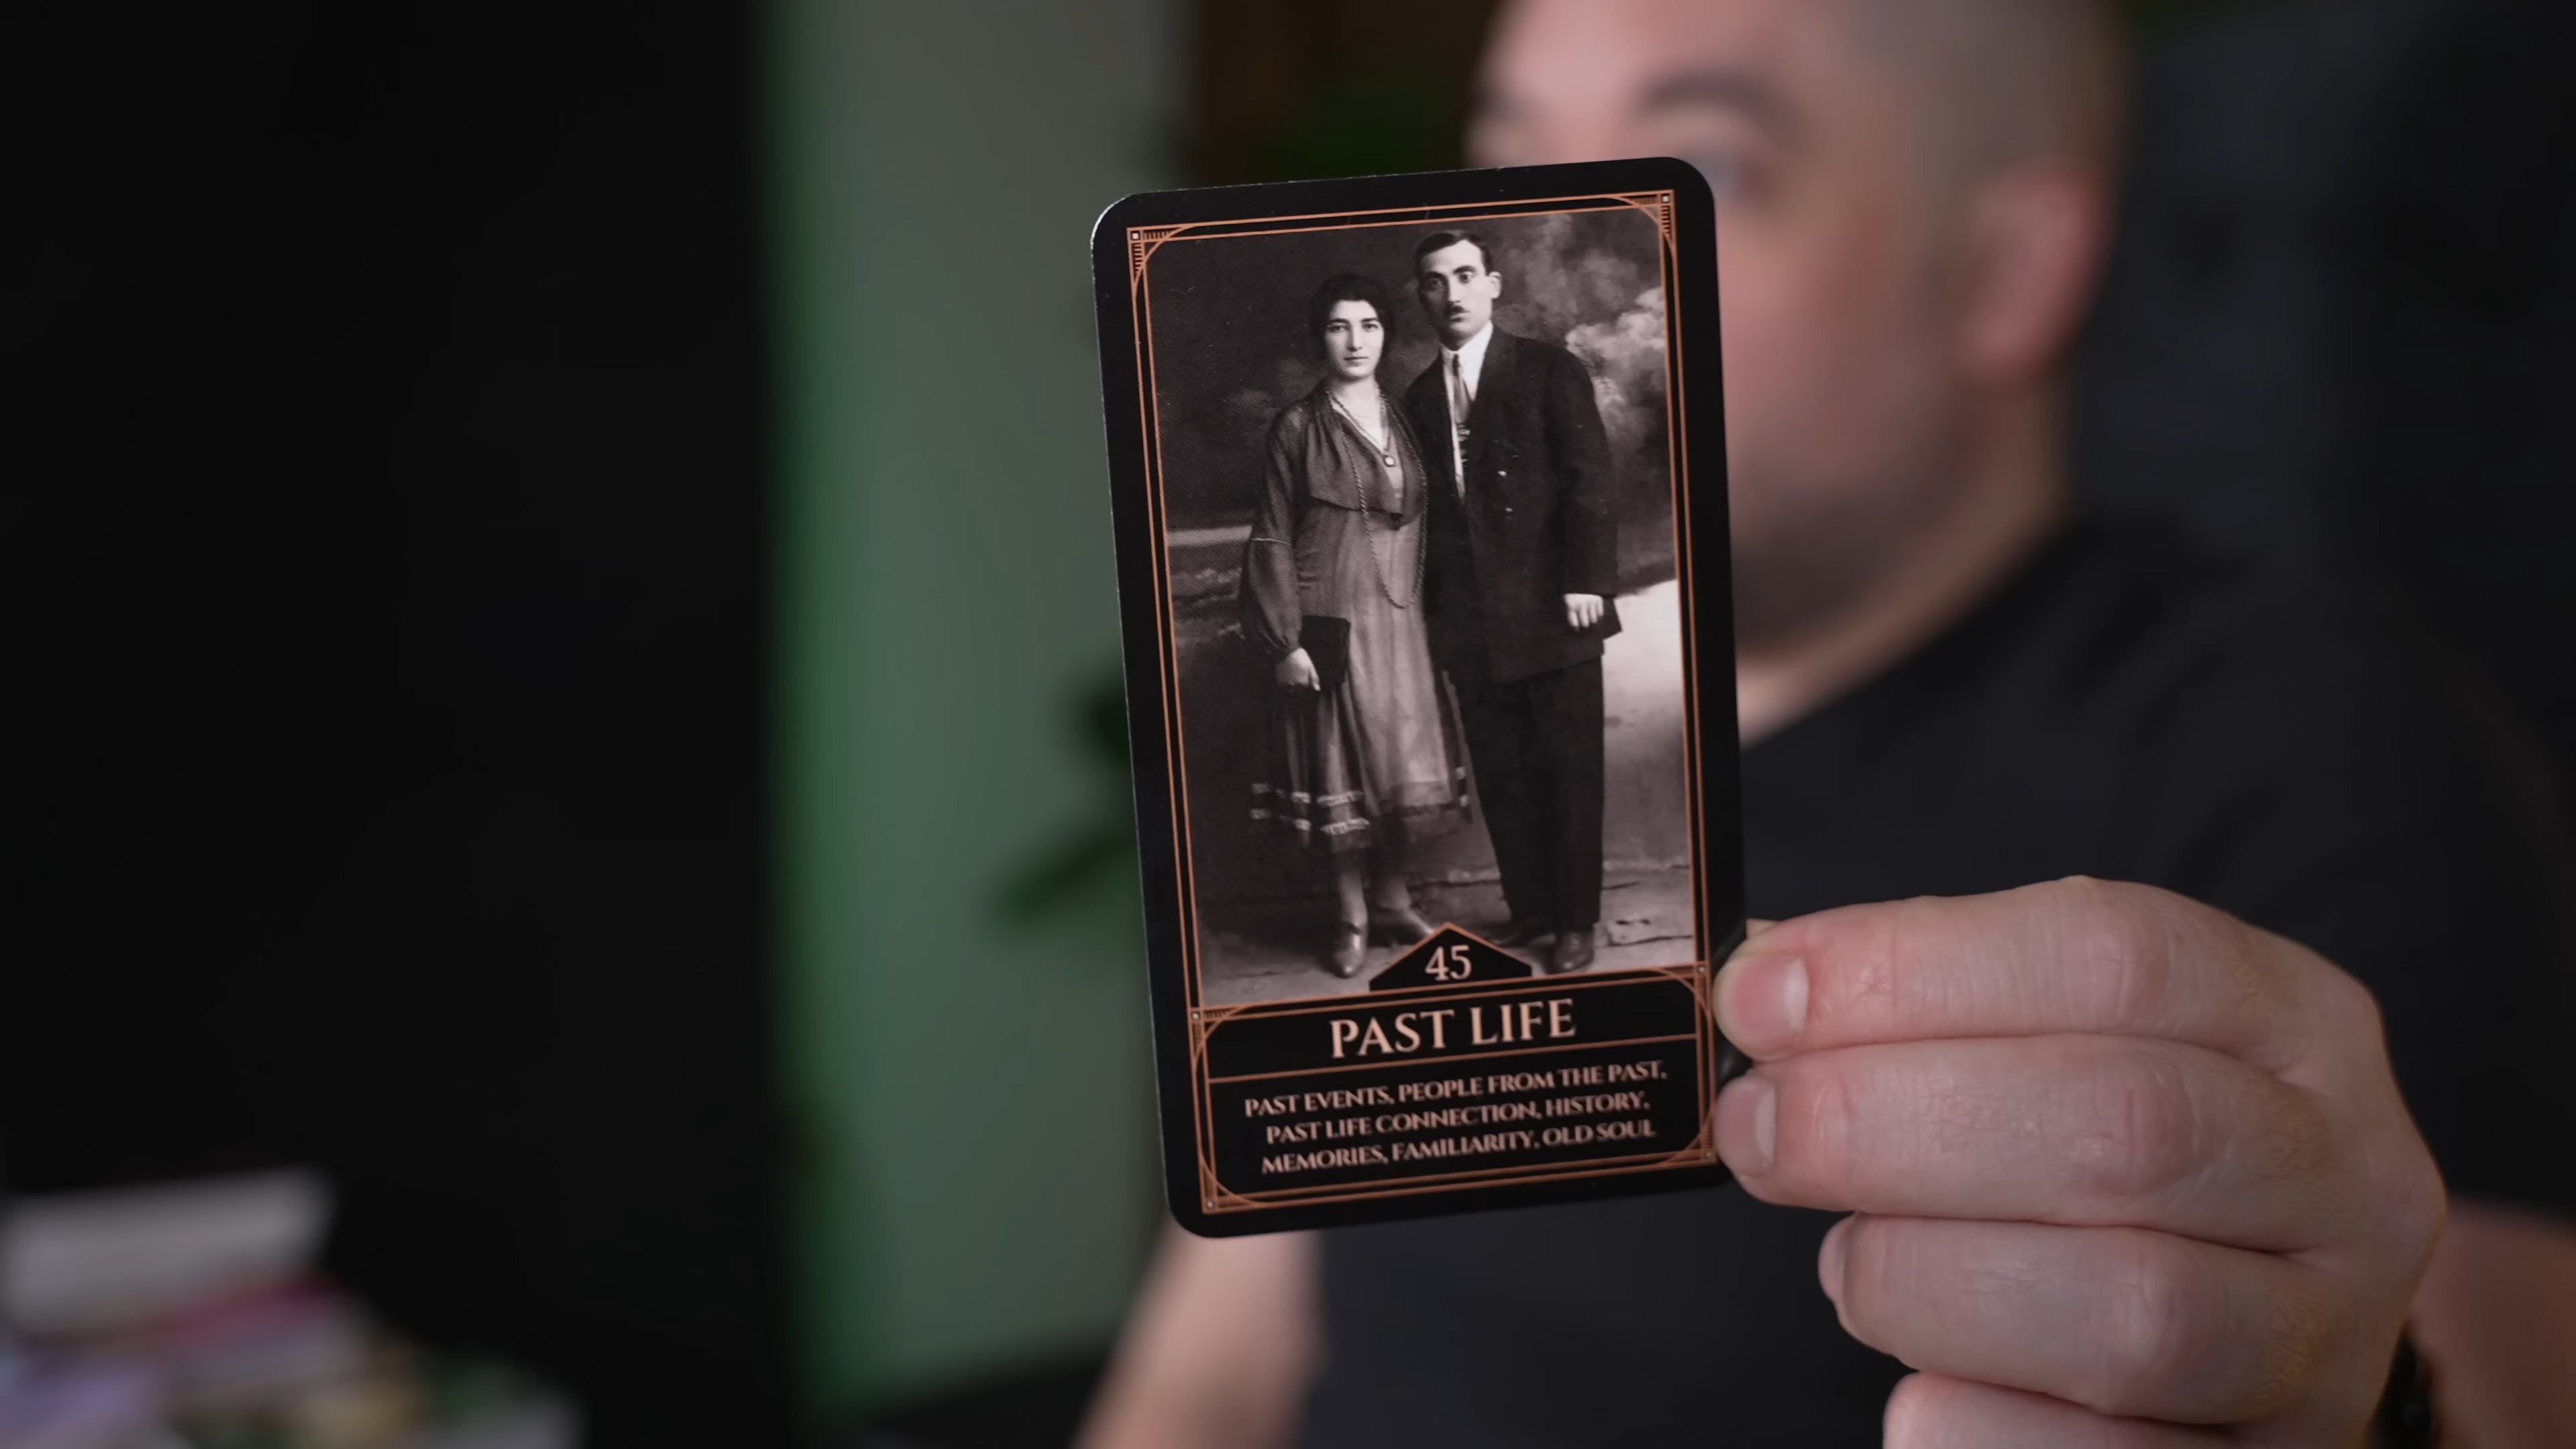 45
PAST LIFE
PAST EVENTS, PEOPLE FROM THE PAST,
PAST LIFE CONNECTION, HISTORY,
MEMORIES, FAMILIARITY, OLD SOUL